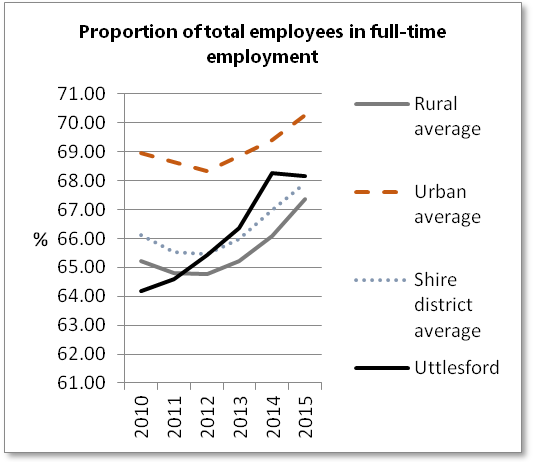 Proportion of total employees in full-time
employment
71.00
70.00
69.00
68.00
67.00
66.00
65.00
64.00
63.00
62.00
61.00
%
2010
2011
2012
2013
2014
2015
Rural
average
Urban
average
Shire
district
average
Uttlesford